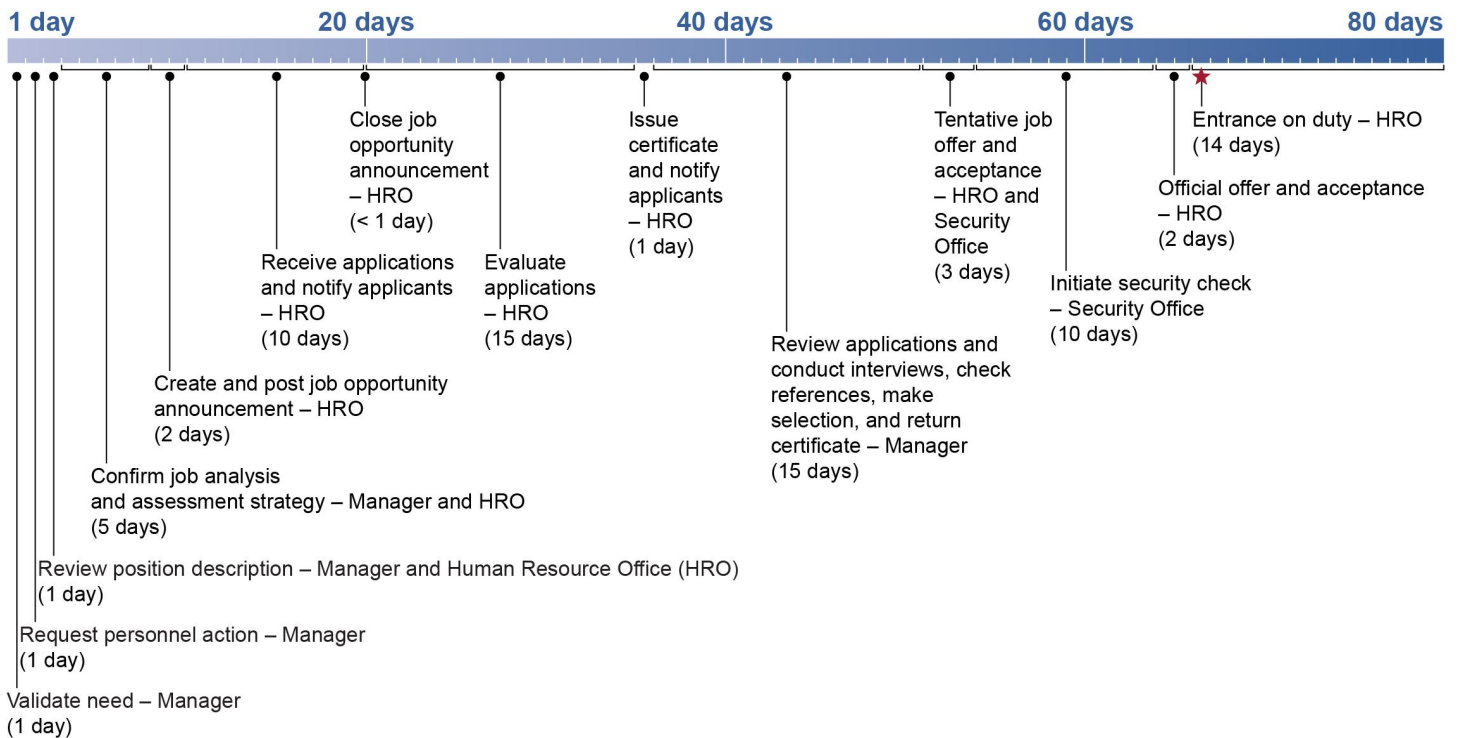 1 day
20 days
40 days
60 days
80 days
Close job
opportunity
announcement
– HRO
(< 1 day)
Issue
certificate
and notify
applicants
– HRO
(1 day)
Tentative job
offer and
acceptance
– HRO and
Security
Office
(3 days)
Entrance on duty – HRO
(14 days)
Official offer and acceptance
– HRO
(2 days)
Receive applications
and notify applicants
– HRO
(10 days)
Evaluate
applications
– HRO
(15 days)
Initiate security check
– Security Office
(10 days)
Review applications and
conduct interviews, check
references, make
selection, and return
certificate – Manager
(15 days)
Create and post job opportunity
announcement – HRO
(2 days)
Confirm job analysis
and assessment strategy – Manager and HRO
(5 days)
Review position description – Manager and Human Resource Office (HRO)
(1 day)
Request personnel action – Manager
(1 day)
Validate need – Manager
(1 day)